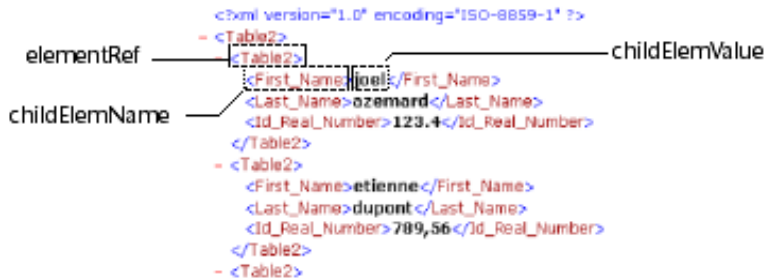 <?xml version="1.0" encoding="ISO-8859-1" ?>
- <Table2>
elementRef
- <Table2>
childElemValue
<First_Name>joel</First_Name>
childElemName
<Last_Name>azemard</Last_Name>
<Id_Real_Number>123.4</Id_Real_Number>
</Table2>
- <Table2>
<First_Name>etienne</First_Name>
<Last_Name>dupont</Last_Name>
<Id_Real_Number>789,56</Id_Real_Number>
</Table2>
- <Table2>